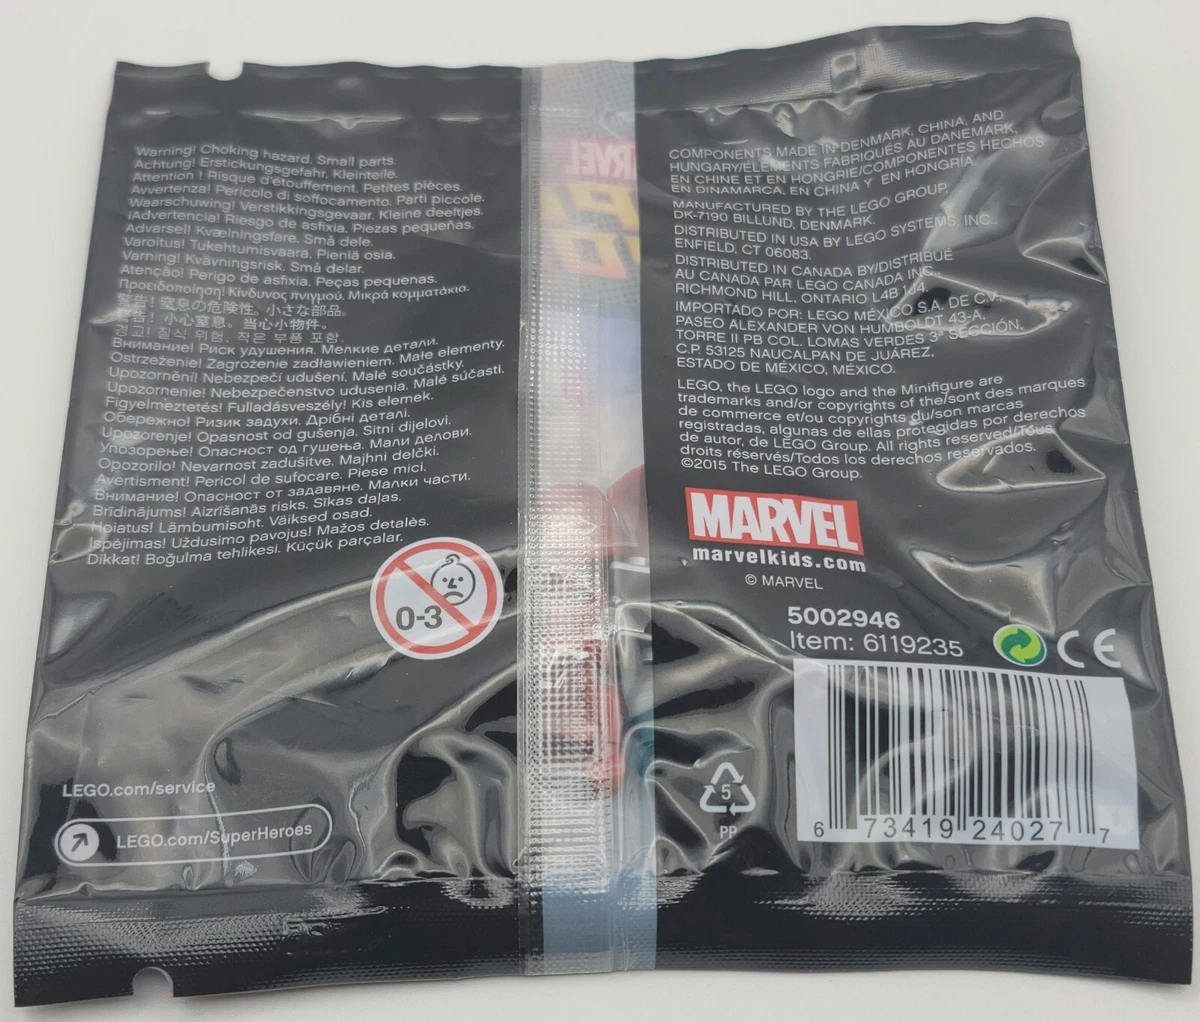 Warning! Choking hazard. Small parts.
Achtung! Erstickungsgefahr. Kleinteile.
Attention ! Risque d'étouffement. Petites pièces.
Avvertenza! Pericolo di soffocamento. Parti piccole.
Waarschuwing! Verstikkingsgevaar. Kleine deeltjes.
¡Advertencia! Riesgo de asfixia. Piezas pequeñas.
Advarsel! Kvælningsfare. Små dele.
Varoitus! Tukehtumisvaara. Pieniä osia.
Varning! Kvävningsrisk. Små delar.
Atenção! Perigo de asfixia. Peças pequenas.
Προειδοποίηση! Κίνδυνος πνιγμού. Μικρά κομματάκια.
警告! 窒息の危険性、小さな部品。
警告! 小心窒息。当心小物件。
경고! 질식 위험, 작은 부품 포함.
Внимание! Риск удушения. Мелкие детали.
Ostrzeżenie! Zagrożenie zadławieniem. Małe elementy.
Upozornění! Nebezpečí udušení. Malé součástky.
Upozornenie! Nebezpečenstvo udusenia. Malé súčasti.
Figyelmeztetés! Fulladásveszély! Kis elemek.
Обережно! Ризик задухи. Дрібні деталі.
Upozorenje! Opasnost od gušenja. Sitni dijelovi.
Упозорење! Опасност од гушења. Мали делови.
Opozorilo! Nevarnost zadušitve. Majhni delčki.
Avertisment! Pericol de sufocare. Piese mici.
Внимание! Опасност от задавяне. Малки части.
Brīdinājums! Aizrīšanās risks. Sīkas daļas.
Hoiatus! Lämbumisoht. Väiksed osad.
Įspėjimas! Uždusimo pavojus! Mažos detalės.
Dikkat! Boğulma tehlikesi. Küçük parçalar.
0-3
LEGO.com/service
LEGO.com/SuperHeroes
COMPONENTS MADE IN DENMARK, CHINA, AND
HUNGARY/ÉLÉMENTS FABRIQUÉS AU DANEMARK,
EN CHINE ET EN HONGRIE/COMPONENTES HECHOS
EN DINAMARCA, EN CHINA Y EN HONGRÍA.
MANUFACTURED BY THE LEGO GROUP,
DK-7190 BILLUND, DENMARK.
DISTRIBUTED IN USA BY LEGO SYSTEMS, INC.,
ENFIELD, CT 06083.
DISTRIBUTED IN CANADA BY/DISTRIBUÉ
AU CANADA PAR LEGO CANADA INC.,
RICHMOND HILL, ONTARIO L4B 1J4.
IMPORTADO POR: LEGO MÉXICO S.A. DE C.V.,
PASEO ALEXANDER VON HUMBOLDT 43-A,
TORRE II PB COL. LOMAS VERDES 3ª SECCIÓN,
C.P. 53125 NAUCALPAN DE JUÁREZ,
ESTADO DE MÉXICO, MÉXICO.
LEGO, the LEGO logo and the Minifigure are
trademarks and/or copyrights of the/sont des marques
de commerce et/ou copyrights du/son marcas
registradas, algunas de ellas protegidas por derechos
de autor, de LEGO Group. All rights reserved/Tous
droits réservés/Todos los derechos reservados.
©2015 The LEGO Group.
MARVEL
marvelkids.com
© MARVEL
5002946
Item: 6119235
CE
5
PP
6 73419 24027 7